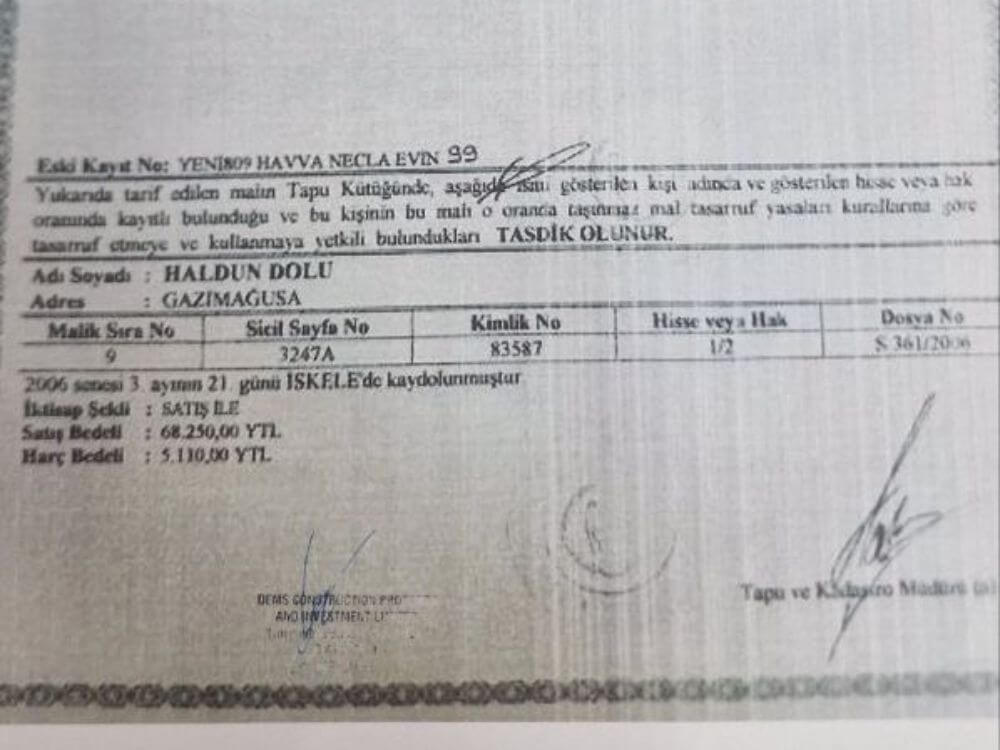 Eski Kayıt No: YENİ809 HAVVA NECLA EVİN 99
Yukarıda tarif edilen malın Tapu Kütüğünde, aşağıda ismi gösterilen kişi adınca ve gösterilen hisse veya hak
oranında kayıtlı bulunduğu ve bu kişinin bu malı o oranda taşınmaz mal tasarruf yasaları kurallarına göre
tasarruf etmeye ve kullanmaya yetkili bulundukları TASDİK OLUNUR.
Adı Soyadı : HALDUN DOLU
Adres : GAZİMAĞUSA
Malik Sıra No Sicil Sayfa No Kimlik No Hisse veya Hak Dosya No
9 3247A 83587 1/2 S 361/2006
2006 senesi 3. ayının 21. günü İSKELE'de kaydolunmuştur
İktisap Şekli : SATIŞ İLE
Satış Bedeli : 68.250,00 YTL
Harç Bedeli : 5.110,00 YTL
DEMS CONSTRUCTION
AND INVESTMENT
Tapu ve Kadastro Müdürü